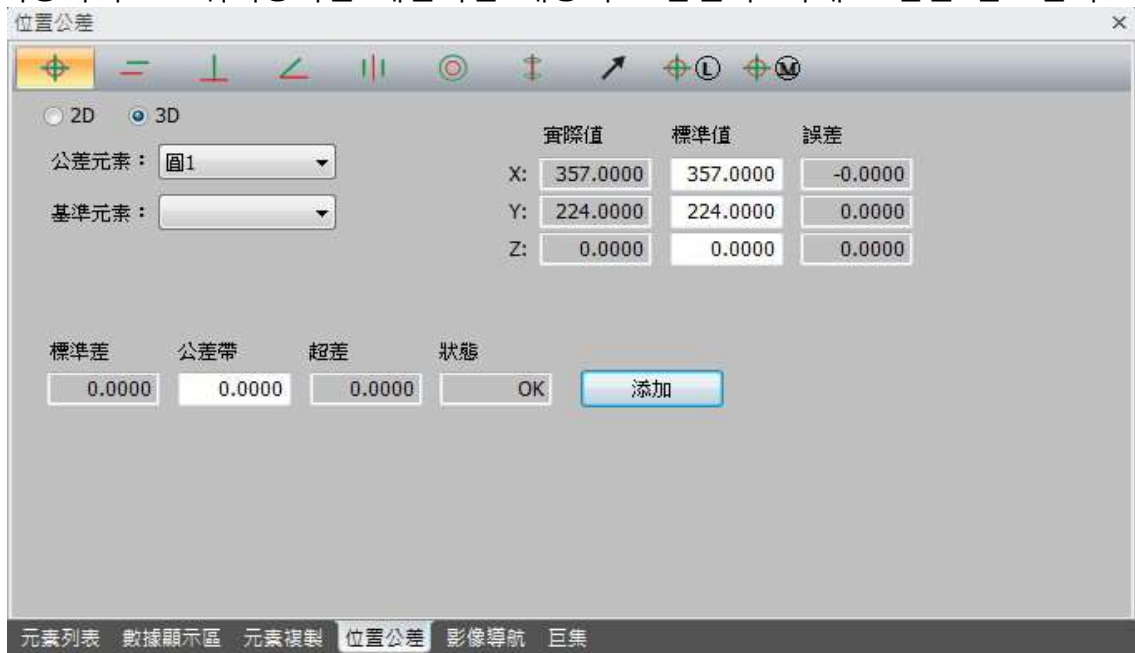 位置公差 ×
Ⓛ Ⓜ
2D 3D
實際值 標準值 誤差
公差元素： 圓1
X: 357.0000 357.0000 -0.0000
基準元素：
Y: 224.0000 224.0000 0.0000
Z: 0.0000 0.0000 0.0000
標準差 公差帶 超差 狀態
0.0000 0.0000 0.0000 OK 添加
元素列表 數據顯示區 元素複製 位置公差 影像導航 巨集